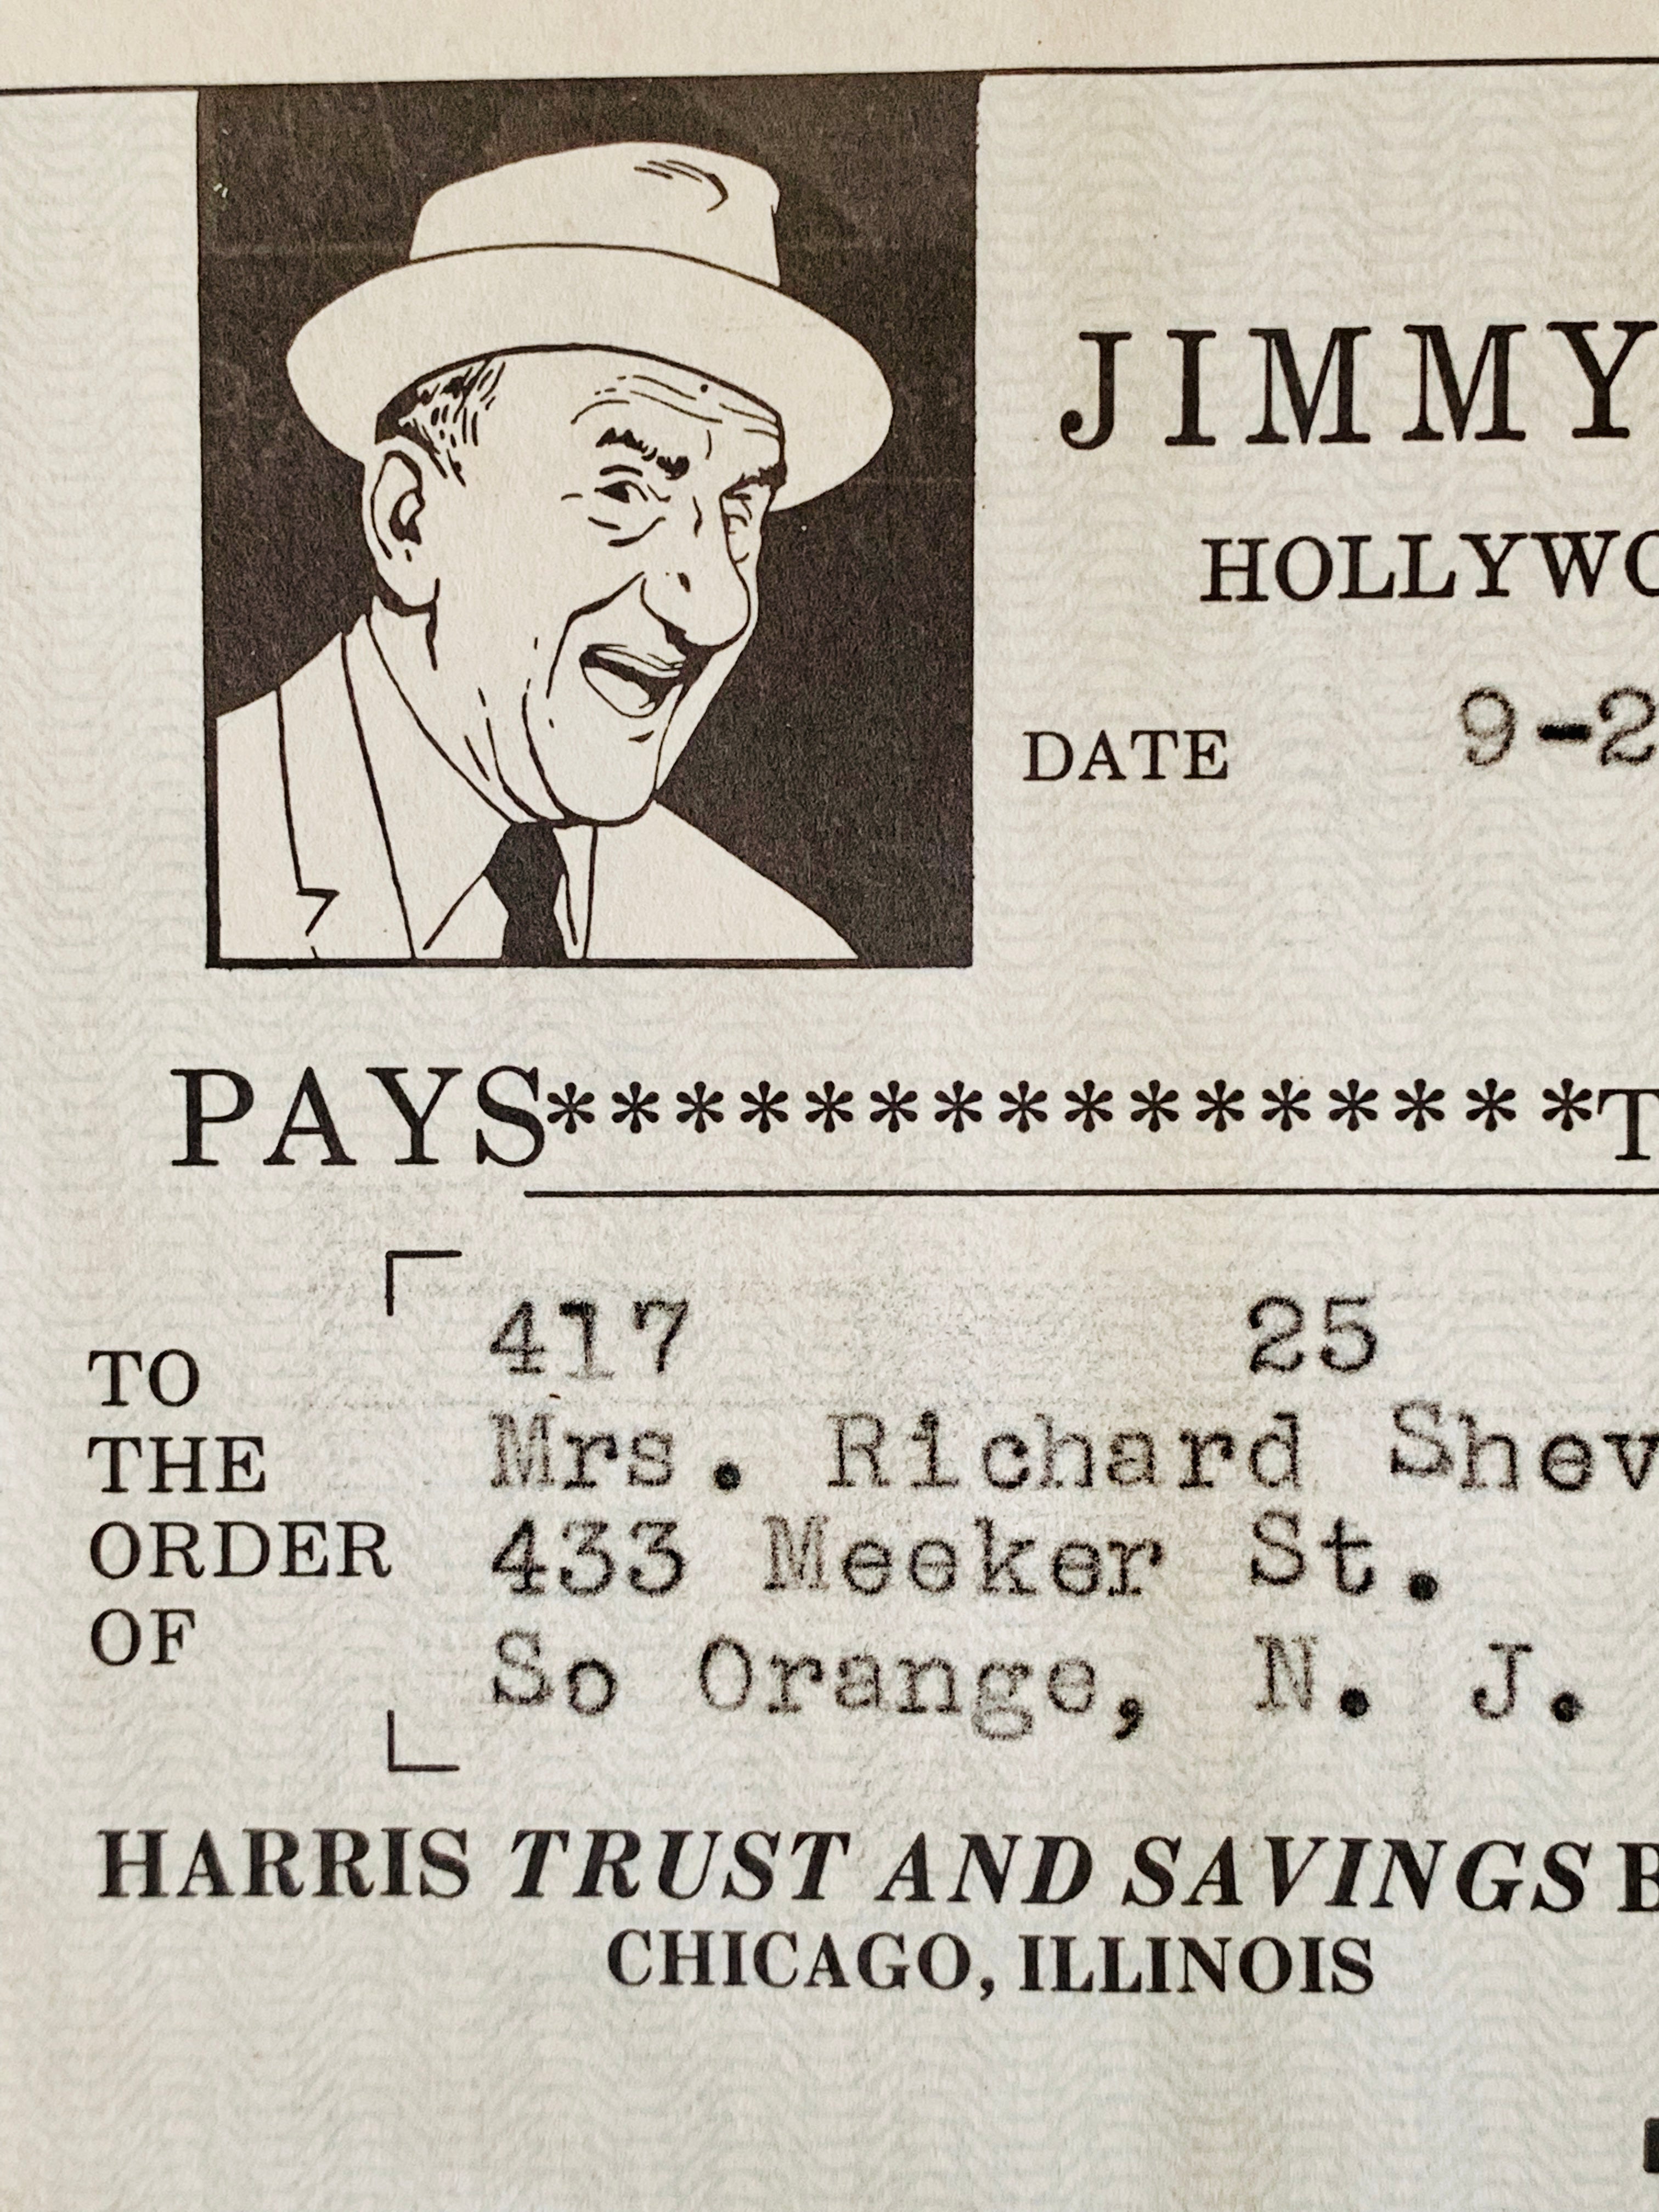 JIMMY
HOLLYWO
DATE 9-2
PAYS*****************T
TO
THE
ORDER
OF
417 25
Mrs. Richard Shev
433 Meeker St.
So Orange, N. J.
HARRIS TRUST AND SAVINGS B
CHICAGO, ILLINOIS